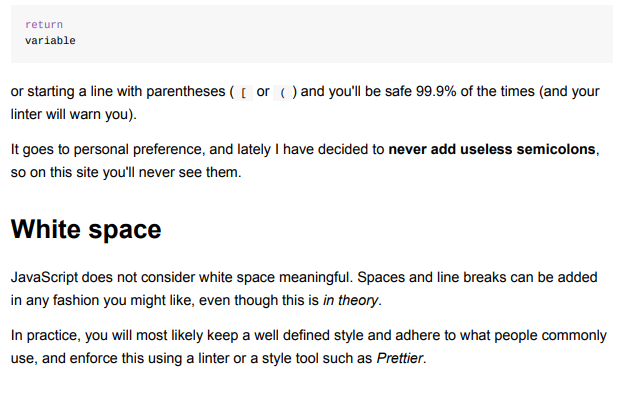 return
variable
or starting a line with parentheses ( [ or ( ) and you'll be safe 99.9% of the times (and your
linter will warn you).
It goes to personal preference, and lately I have decided to never add useless semicolons,
so on this site you'll never see them.
White space
JavaScript does not consider white space meaningful. Spaces and line breaks can be added
in any fashion you might like, even though this is in theory.
In practice, you will most likely keep a well defined style and adhere to what people commonly
use, and enforce this using a linter or a style tool such as Prettier.